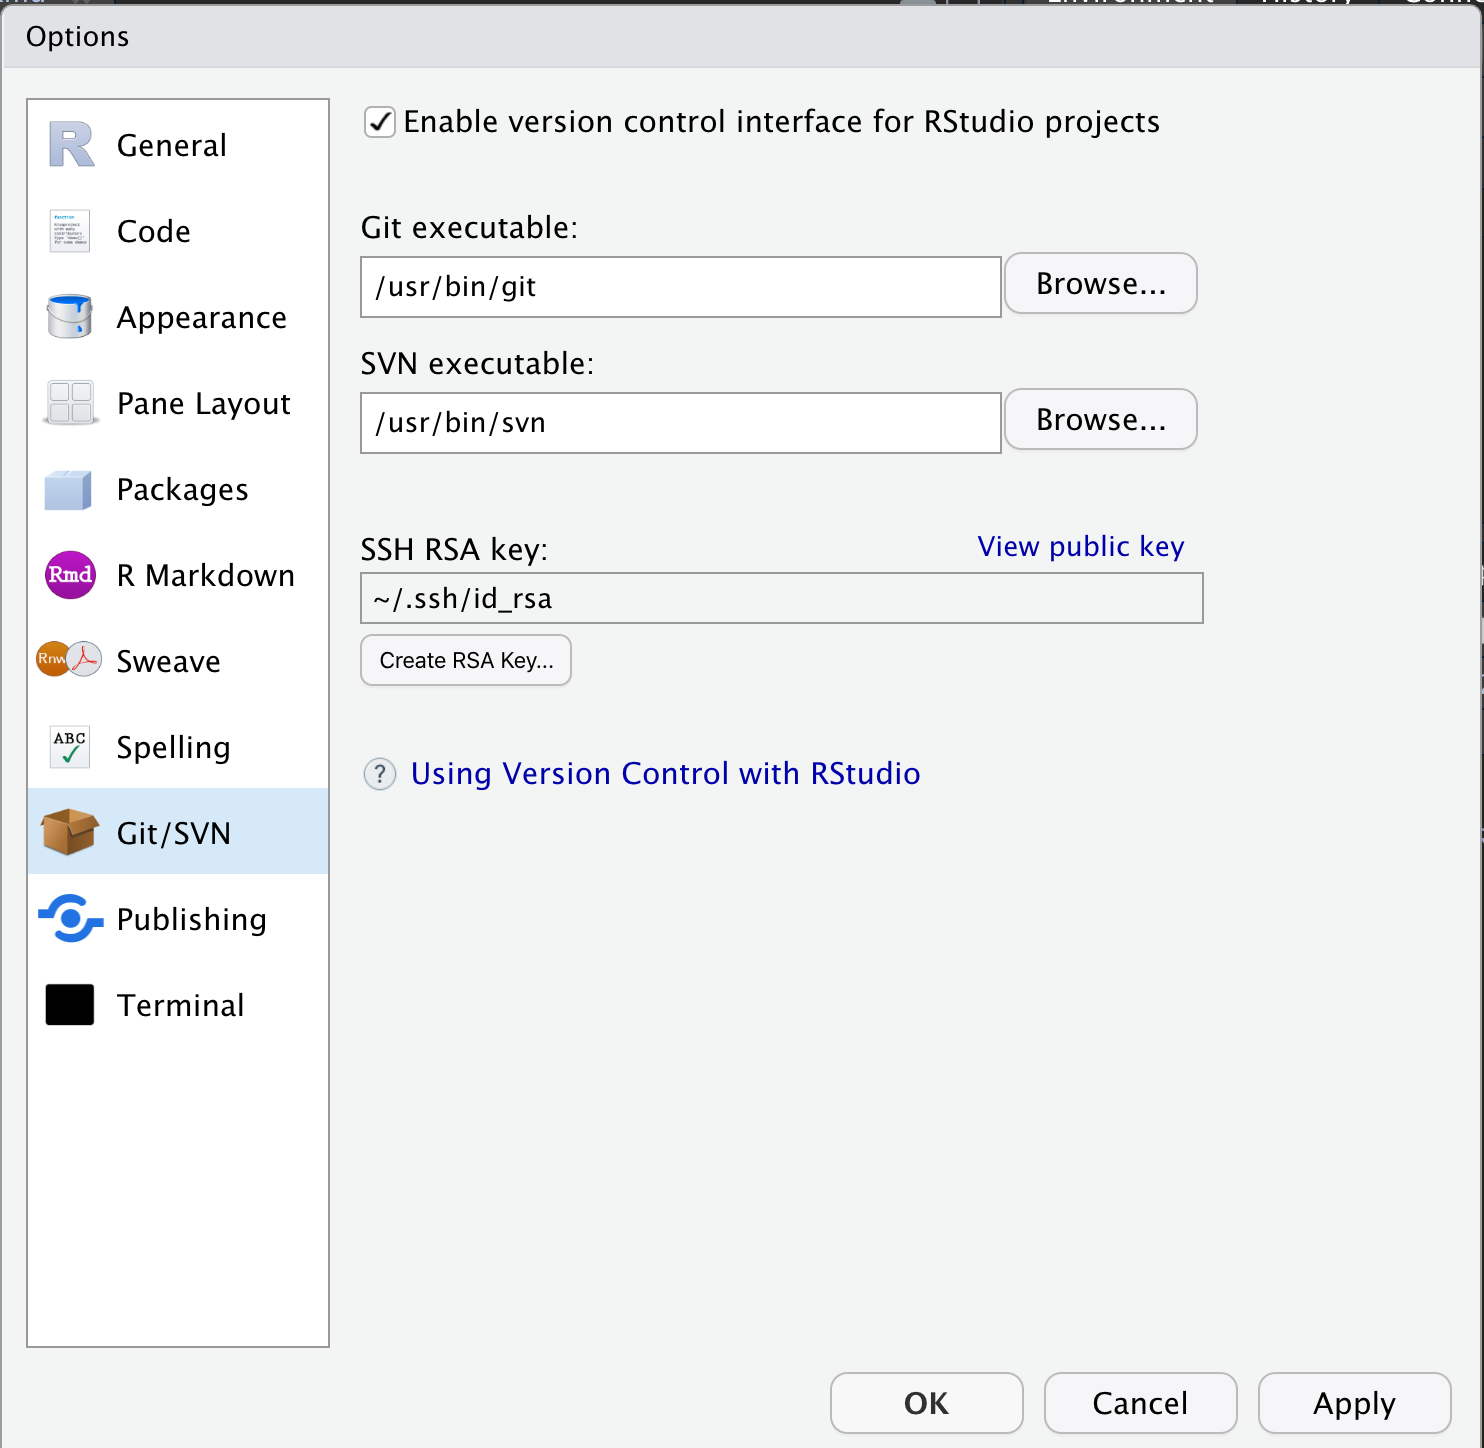 Environment
History
Options
General
Code
Appearance
Pane Layout
Packages
Rmd
R Markdown
Rnw
Sweave
ABC
Spelling
Git/SVN
Publishing
Terminal
Enable version control interface for RStudio projects
Git executable:
/usr/bin/git
Browse...
SVN executable:
/usr/bin/svn
Browse...
SSH RSA key:
View public key
~/.ssh/id_rsa
Create RSA Key...
? Using Version Control with RStudio
OK
Cancel
Apply